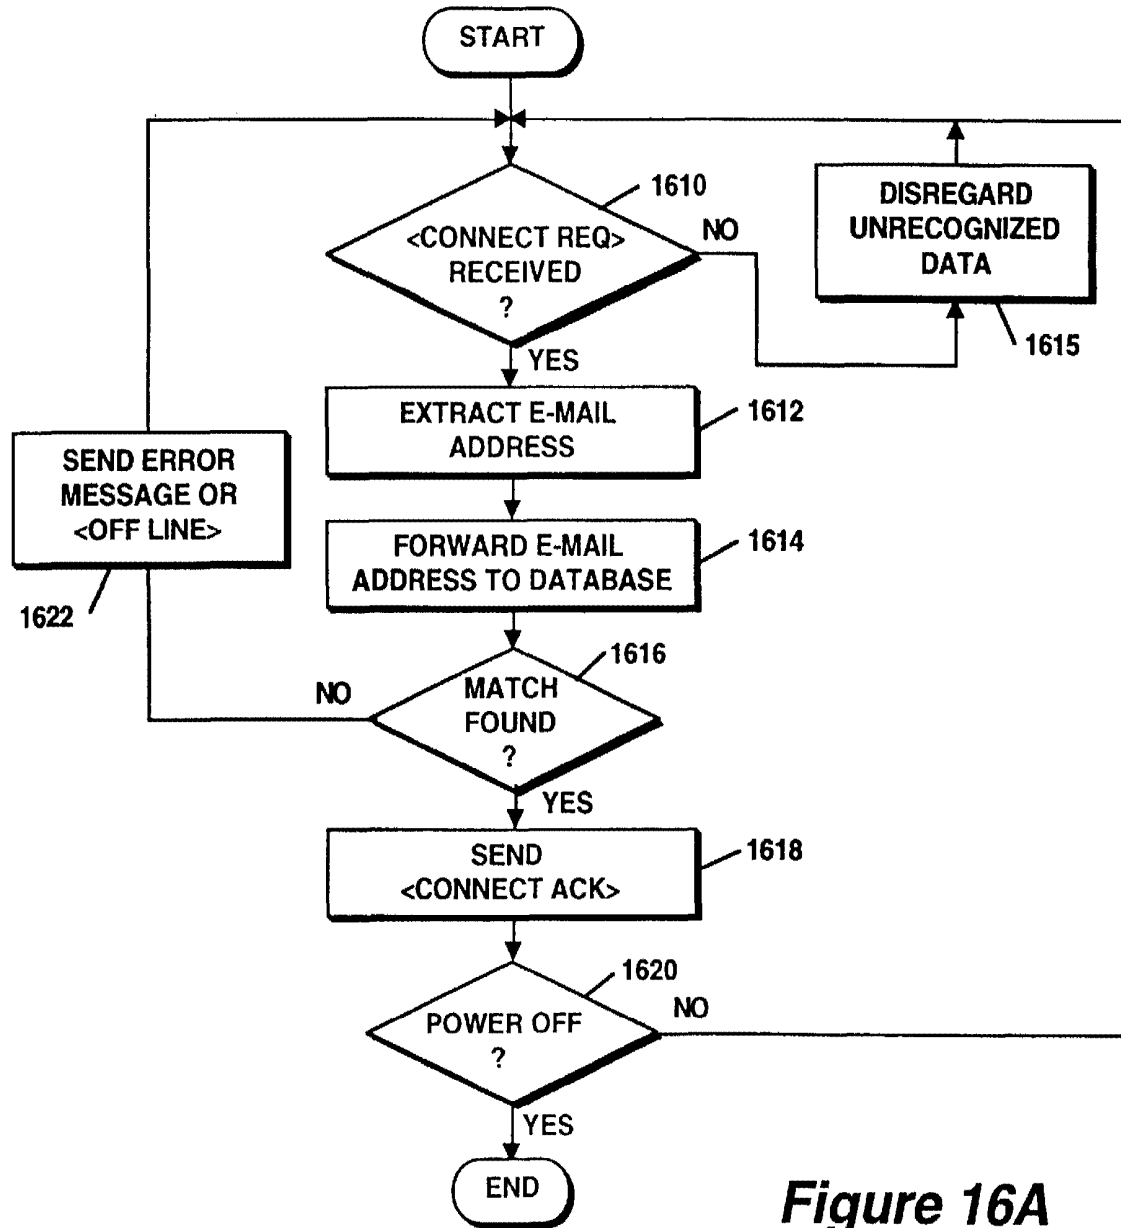 START
1610
<CONNECT REQ>
RECEIVED
?
NO
YES
DISREGARD
UNRECOGNIZED
DATA
1615
EXTRACT E-MAIL
ADDRESS
1612
SEND ERROR
MESSAGE OR
<OFF LINE>
1622
FORWARD E-MAIL
ADDRESS TO DATABASE
1614
1616
MATCH
FOUND
?
NO
YES
SEND
<CONNECT ACK>
1618
1620
POWER OFF
?
NO
YES
END
Figure 16A